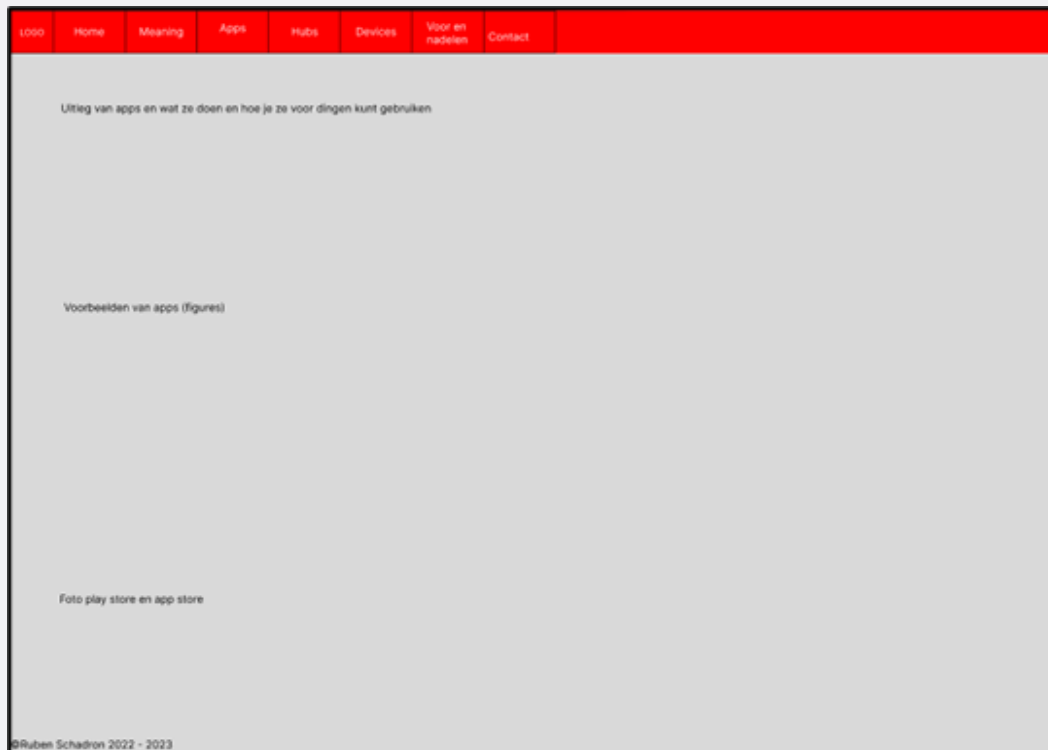 LOGO
Home
Meaning
Apps
Hubs
Devices
Voor en
nadelen
Contact
Uitleg van apps en wat ze doen en hoe je ze voor dingen kunt gebruiken
Voorbeelden van apps (figures)
Foto play store en app store
©Ruben Schadron 2022 - 2023